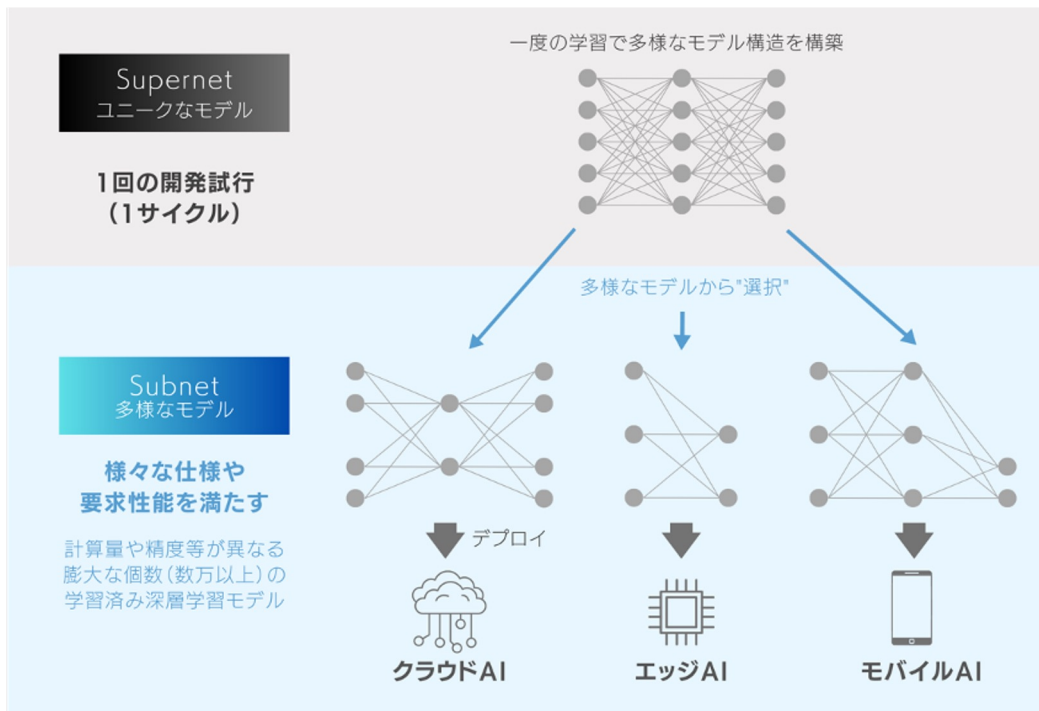 一度の学習で多様なモデル構造を構築
Supernet
ユニークなモデル
1回の開発試行
（1サイクル）
多様なモデルから"選択"
Subnet
多様なモデル
様々な仕様や
要求性能を満たす
計算量や精度等が異なる
膨大な個数（数万以上）の
学習済み深層学習モデル
デプロイ
クラウドAI
エッジAI
モバイルAI